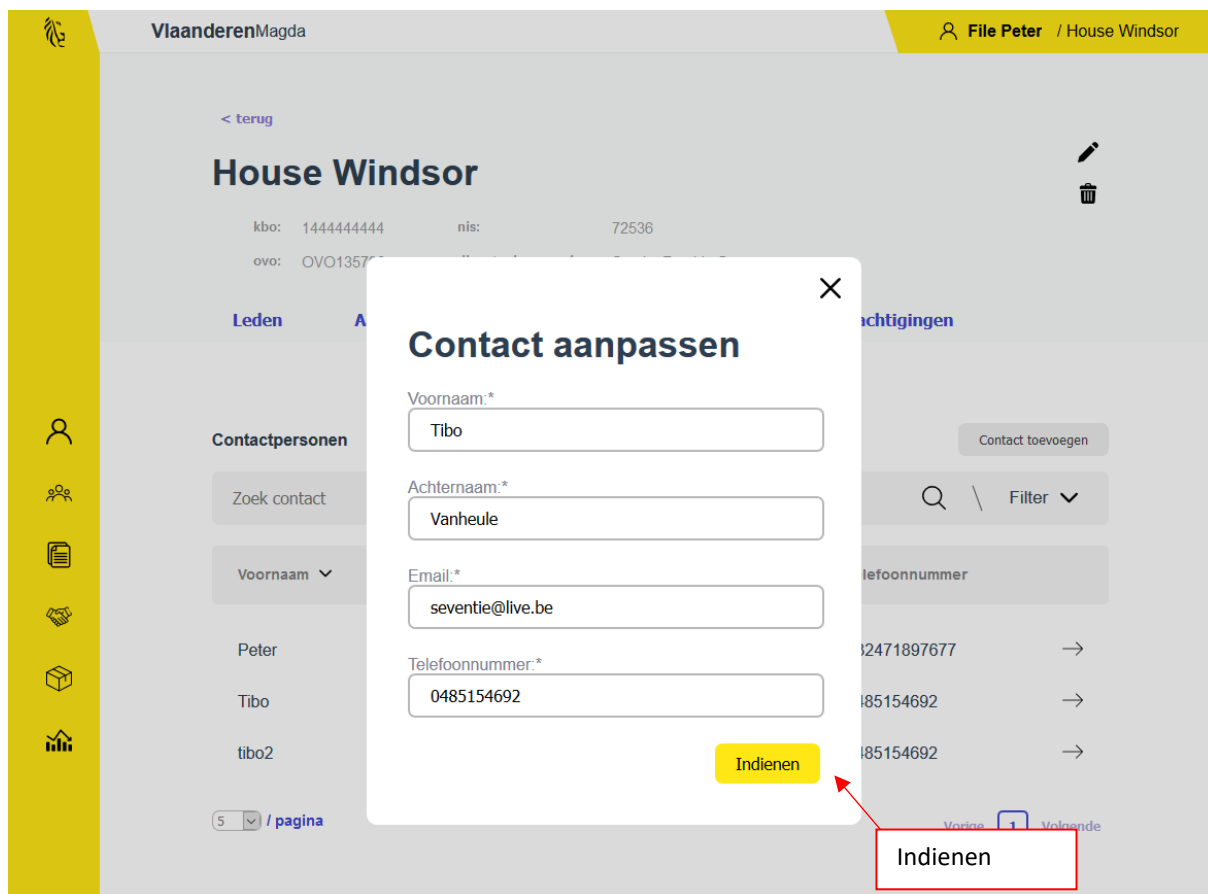 VlaanderenMagda
File Peter / House Windsor
< terug
House Windsor
kbo: 1444444444 nis: 72536
ovo:
Leden
Contact aanpassen
Voornaam:*
Tibo
Achternaam:*
Vanheule
Email:*
seventie@live.be
Telefoonnummer:*
0485154692
Indienen
Contactpersonen
Contact toevoegen
Zoek contact
Filter
Voornaam
Peter
Tibo
tibo2
5 / pagina
Vorige 1 Volgende
Indienen